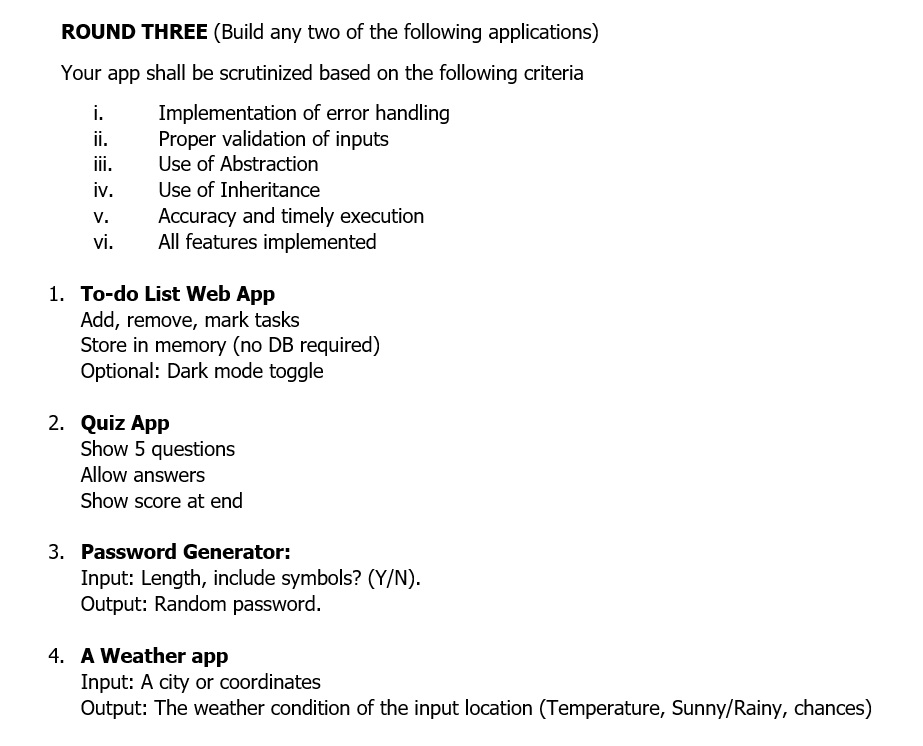 ROUND THREE (Build any two of the following applications)
Your app shall be scrutinized based on the following criteria
i. Implementation of error handling
ii. Proper validation of inputs
iii. Use of Abstraction
iv. Use of Inheritance
v. Accuracy and timely execution
vi. All features implemented
1. To-do List Web App
Add, remove, mark tasks
Store in memory (no DB required)
Optional: Dark mode toggle
2. Quiz App
Show 5 questions
Allow answers
Show score at end
3. Password Generator:
Input: Length, include symbols? (Y/N).
Output: Random password.
4. A Weather app
Input: A city or coordinates
Output: The weather condition of the input location (Temperature, Sunny/Rainy, chances)